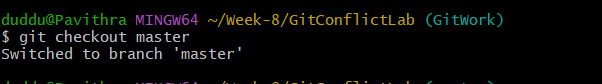 duddu@Pavithra MINGW64 ~/Week-8/GitConflictLab (GitWork)
$ git checkout master
Switched to branch 'master'